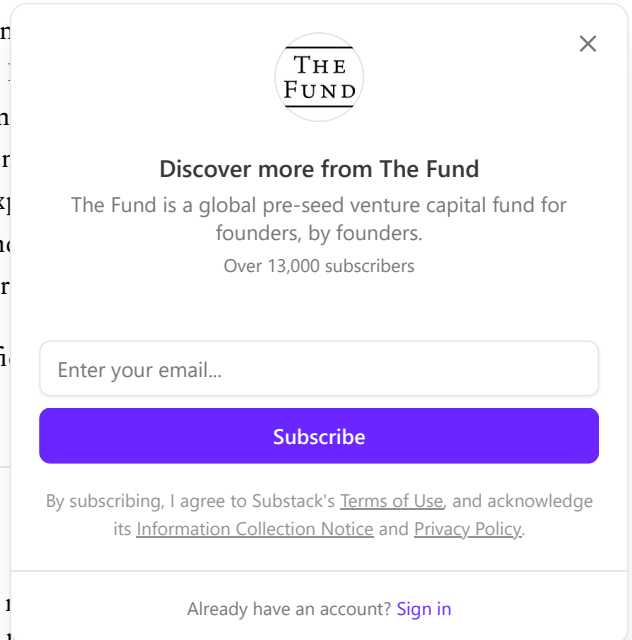 THE
FUND
Discover more from The Fund
The Fund is a global pre-seed venture capital fund for
founders, by founders.
Over 13,000 subscribers
Enter your email...
Subscribe
By subscribing, I agree to Substack's Terms of Use, and acknowledge
its Information Collection Notice and Privacy Policy.
Already have an account? Sign in